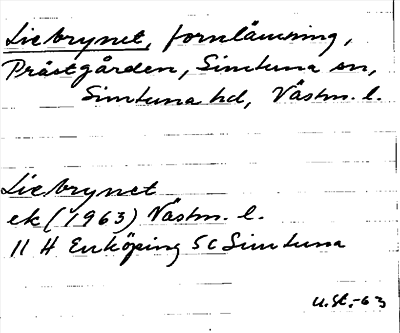 Liebrynet, fornlämning,
Prästgården, Simtuna sn,
Simtuna hd, Västm. l.
Liebrynet
ek (1963) Västm. l.
11 H Enköping 5c Simtuna
U.St.-63